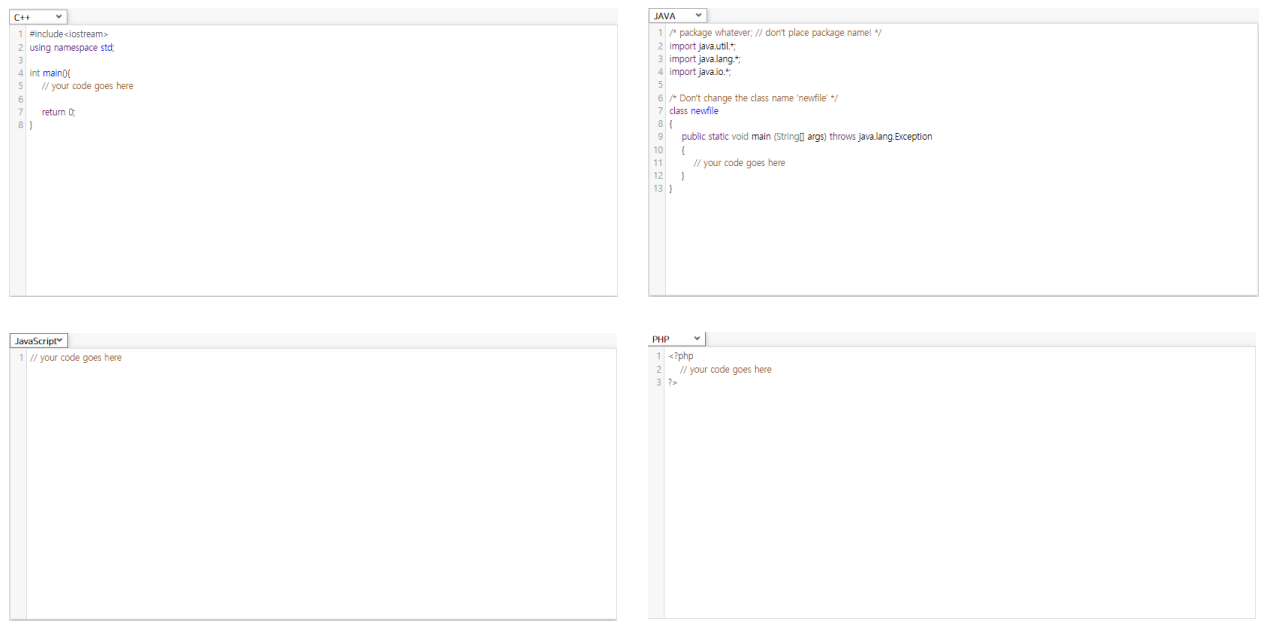 C++
1 #include<iostream>
2 using namespace std;
3
4 int main(){
5 // your code goes here
6
7 return 0;
8 }
JAVA
1 /* package whatever; // don't place package name! */
2 import java.util.*;
3 import java.lang.*;
4 import java.io.*;
5
6 /* Don't change the class name 'newfile' */
7 class newfile
8 {
9 public static void main (String[] args) throws java.lang.Exception
10 {
11 // your code goes here
12 }
13 }
JavaScript
1 // your code goes here
PHP
1 <?php
2 // your code goes here
3 ?>